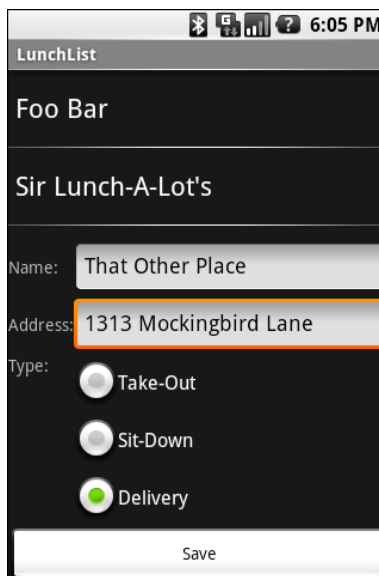 6:05 PM
LunchList
Foo Bar
Sir Lunch-A-Lot's
Name: That Other Place
Address: 1313 Mockingbird Lane
Type:
Take-Out
Sit-Down
Delivery
Save